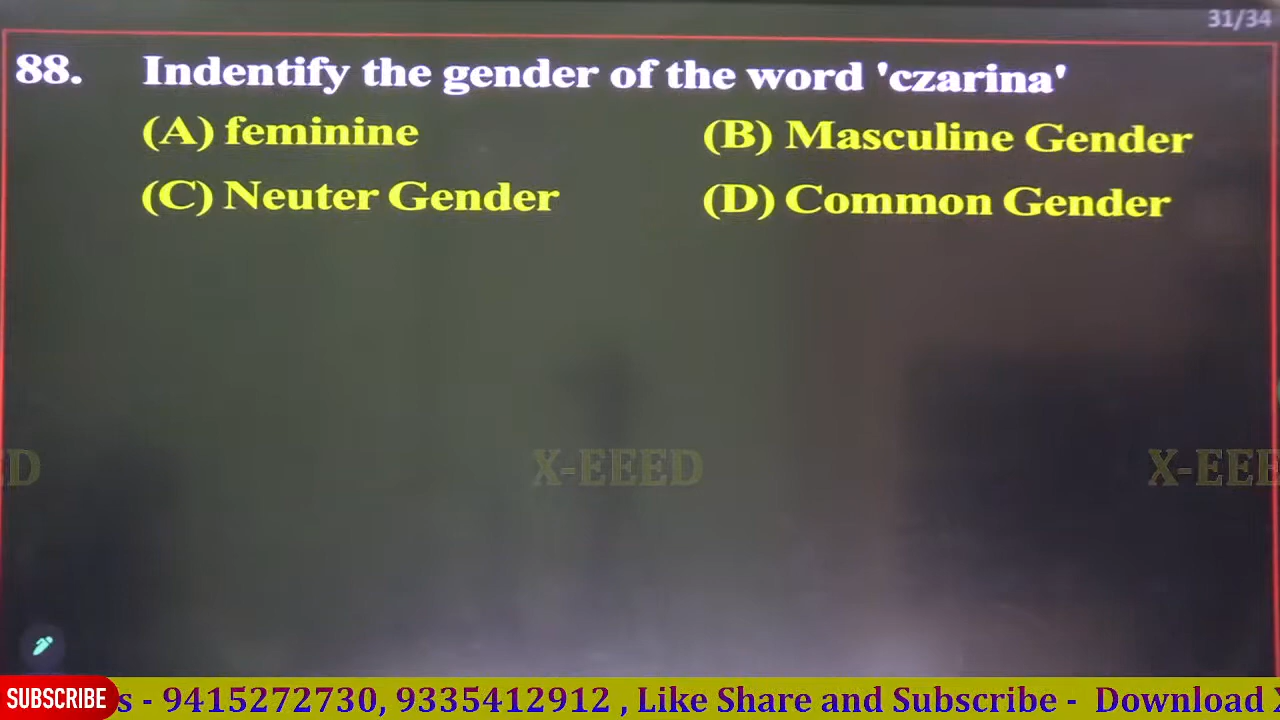 31/34
88. Indentify the gender of the word 'czarina'
(A) feminine (B) Masculine Gender
(C) Neuter Gender (D) Common Gender
ED X-EEED X-EEE
SUBSCRIBE s - 9415272730, 9335412912 , Like Share and Subscribe - Download X